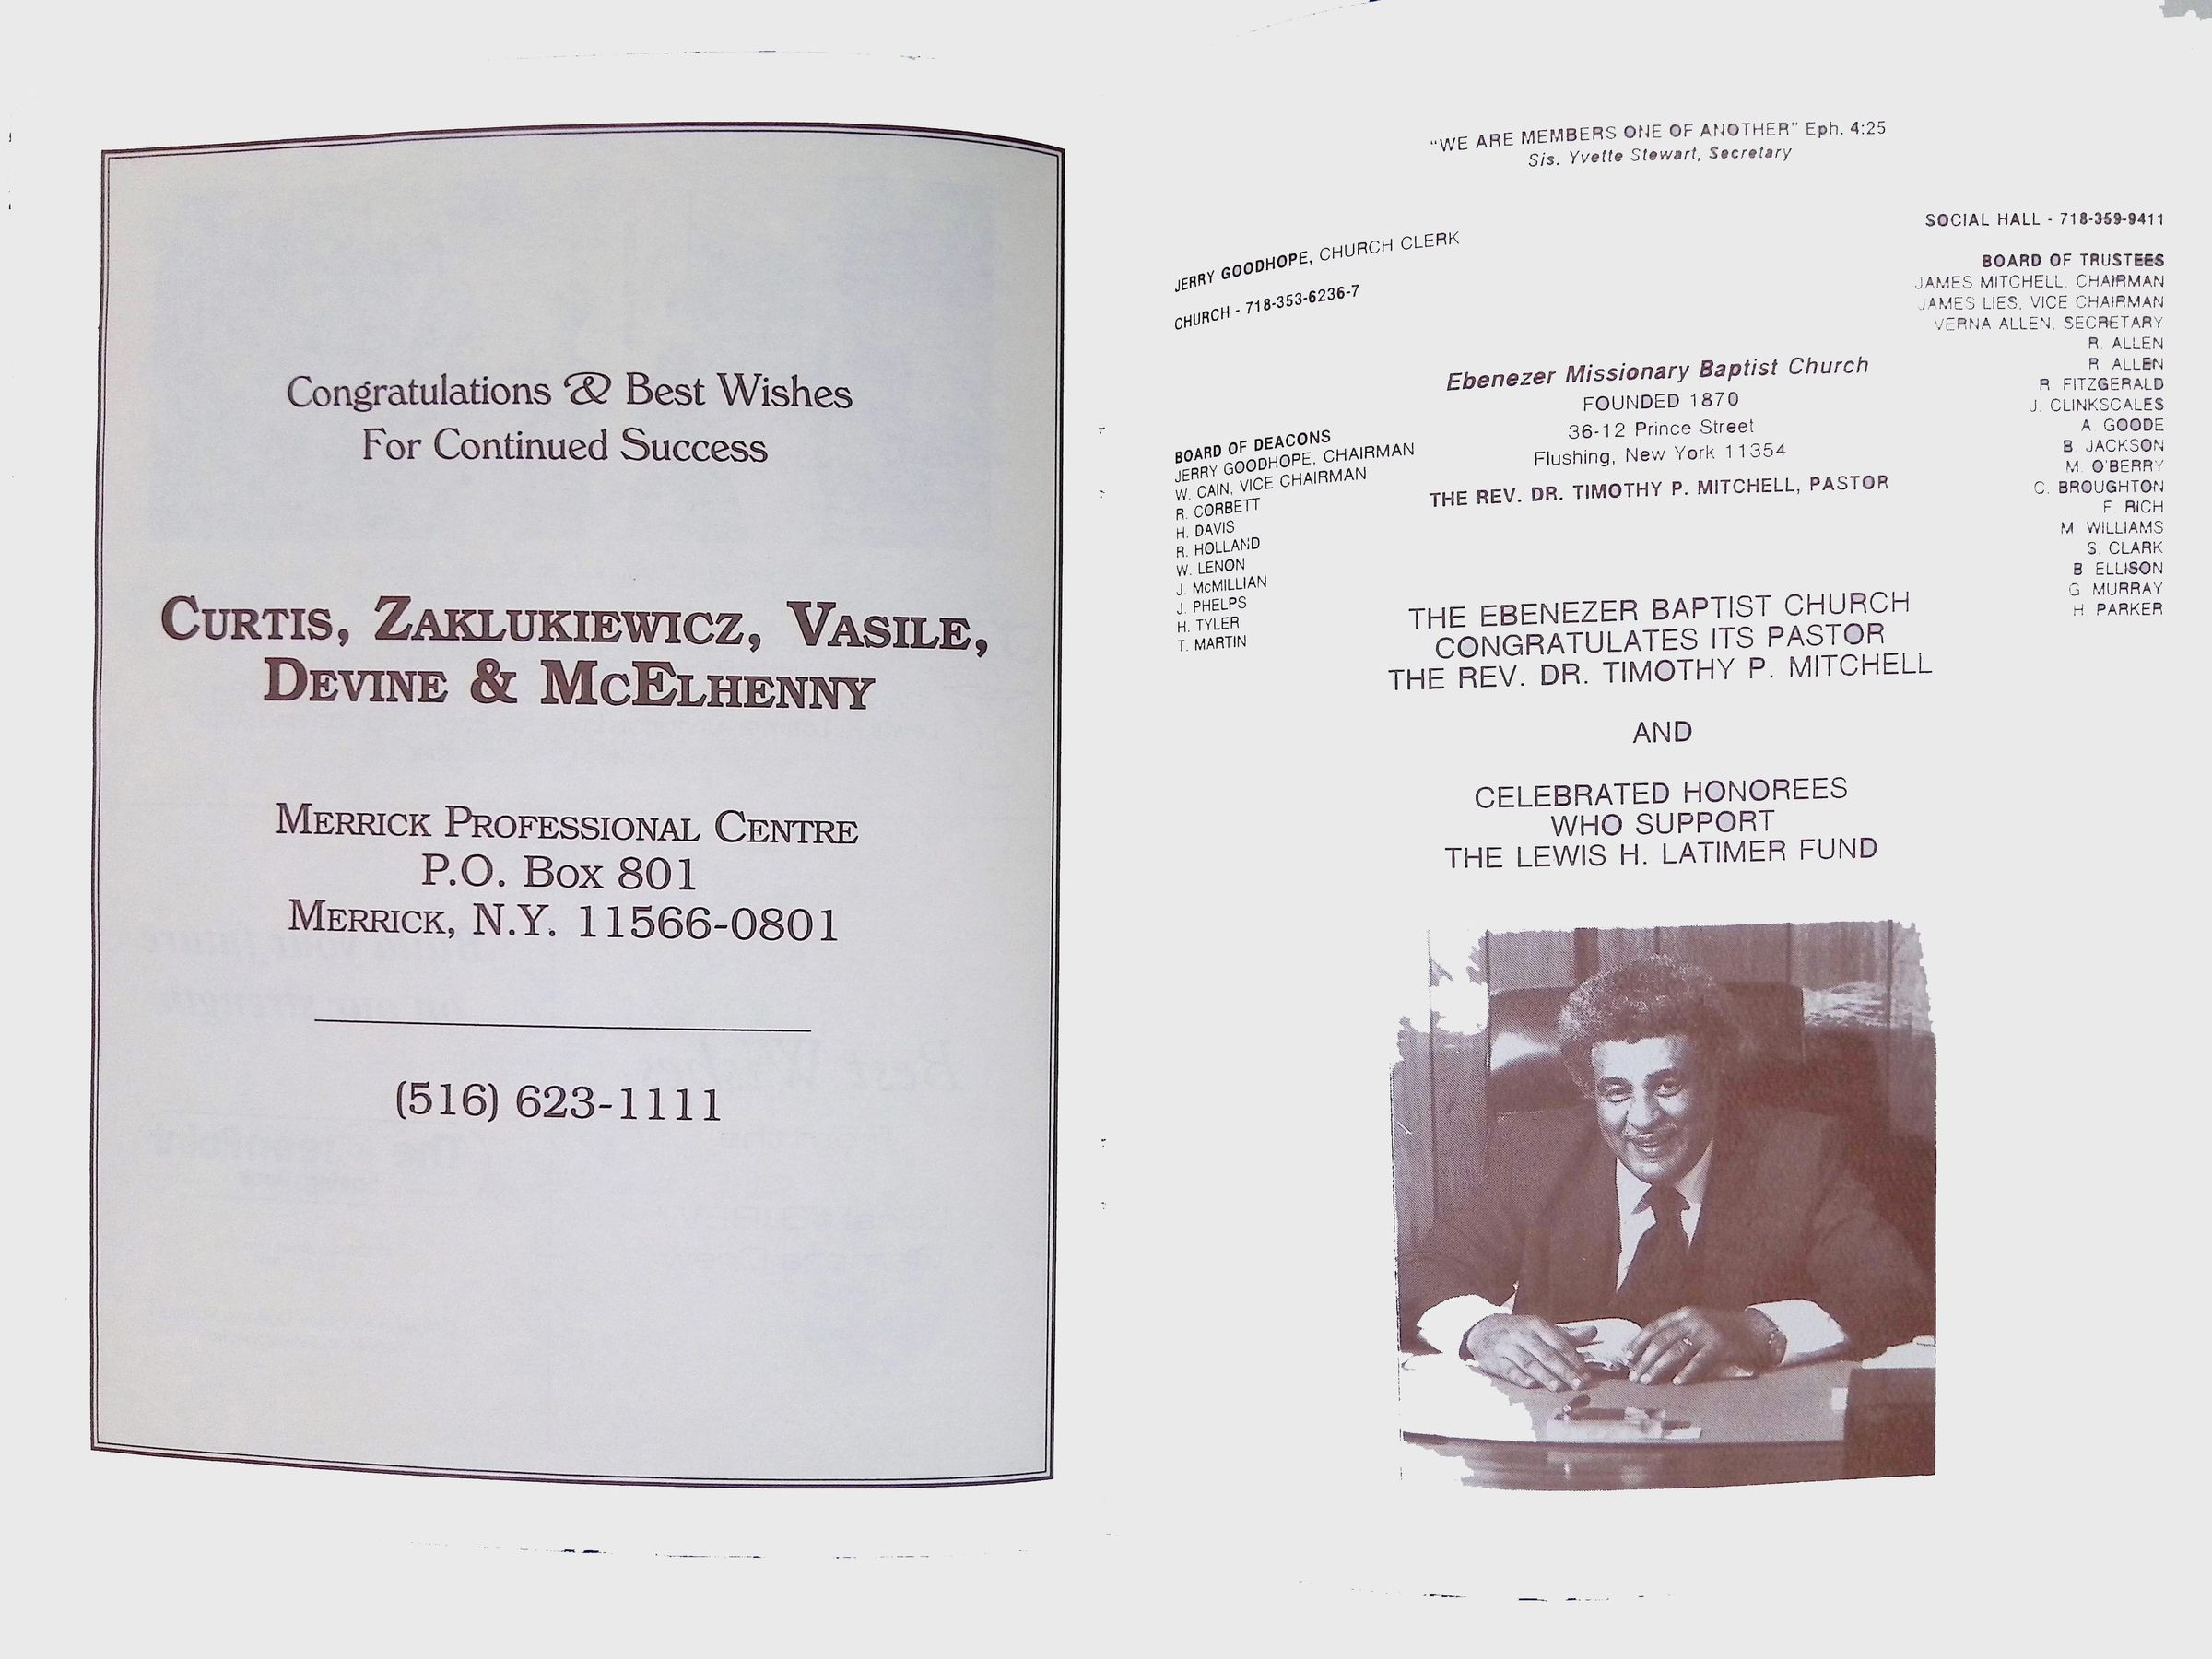 Congratulations & Best Wishes
For Continued Success
CURTIS, ZAKLUKIEWICZ, VASILE,
DEVINE & MCELHENNY
MERRICK PROFESSIONAL CENTRE
P.O. BOX 801
MERRICK, N.Y. 11566-0801
(516) 623-1111
"WE ARE MEMBERS ONE OF ANOTHER" Eph. 4:25
Sis. Yvette Stewart, Secretary
JERRY GOODHOPE, CHURCH CLERK
CHURCH - 718-353-6236-7
SOCIAL HALL - 718-359-9411
BOARD OF TRUSTEES
JAMES MITCHELL, CHAIRMAN
JAMES LIES, VICE CHAIRMAN
VERNA ALLEN, SECRETARY
R. ALLEN
R ALLEN
R. FITZGERALD
J. CLINKSCALES
A. GOODE
B. JACKSON
M. O'BERRY
C. BROUGHTON
F. RICH
M. WILLIAMS
S. CLARK
B ELLISON
G MURRAY
H PARKER
Ebenezer Missionary Baptist Church
FOUNDED 1870
36-12 Prince Street
Flushing, New York 11354
THE REV. DR. TIMOTHY P. MITCHELL, PASTOR
BOARD OF DEACONS
JERRY GOODHOPE, CHAIRMAN
W. CAIN, VICE CHAIRMAN
R. CORBETT
H. DAVIS
R. HOLLAND
W. LENON
J. McMILLIAN
J. PHELPS
H. TYLER
T. MARTIN
THE EBENEZER BAPTIST CHURCH
CONGRATULATES ITS PASTOR
THE REV. DR. TIMOTHY P. MITCHELL
AND
CELEBRATED HONOREES
WHO SUPPORT
THE LEWIS H. LATIMER FUND